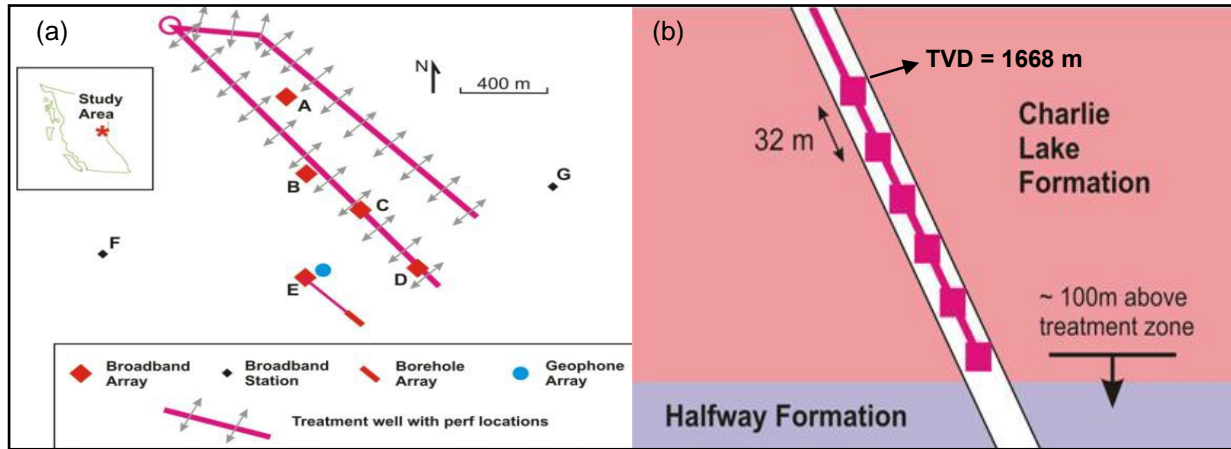 (a)
N
400 m
Study
Area
A
B
C
D
E
F
G
Broadband
Array
Broadband
Station
Borehole
Array
Geophone
Array
Treatment well with perf locations
(b)
TVD = 1668 m
32 m
Charlie
Lake
Formation
~ 100m above
treatment zone
Halfway Formation